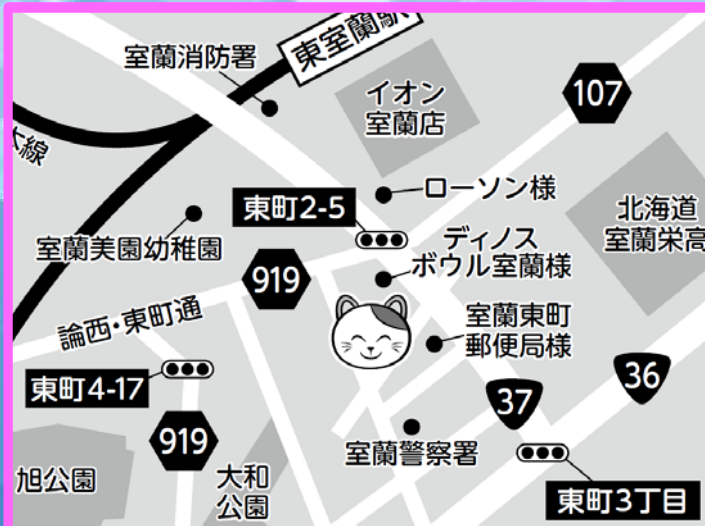 東室蘭駅
室蘭消防署
イオン
室蘭店
107
本線
ローソン様
東町2-5
北海道
室蘭栄高
室蘭美園幼稚園
ディノス
ボウル室蘭様
919
論西・東町通
室蘭東町
郵便局様
東町4-17
36
37
919
室蘭警察署
旭公園
大和
公園
東町3丁目